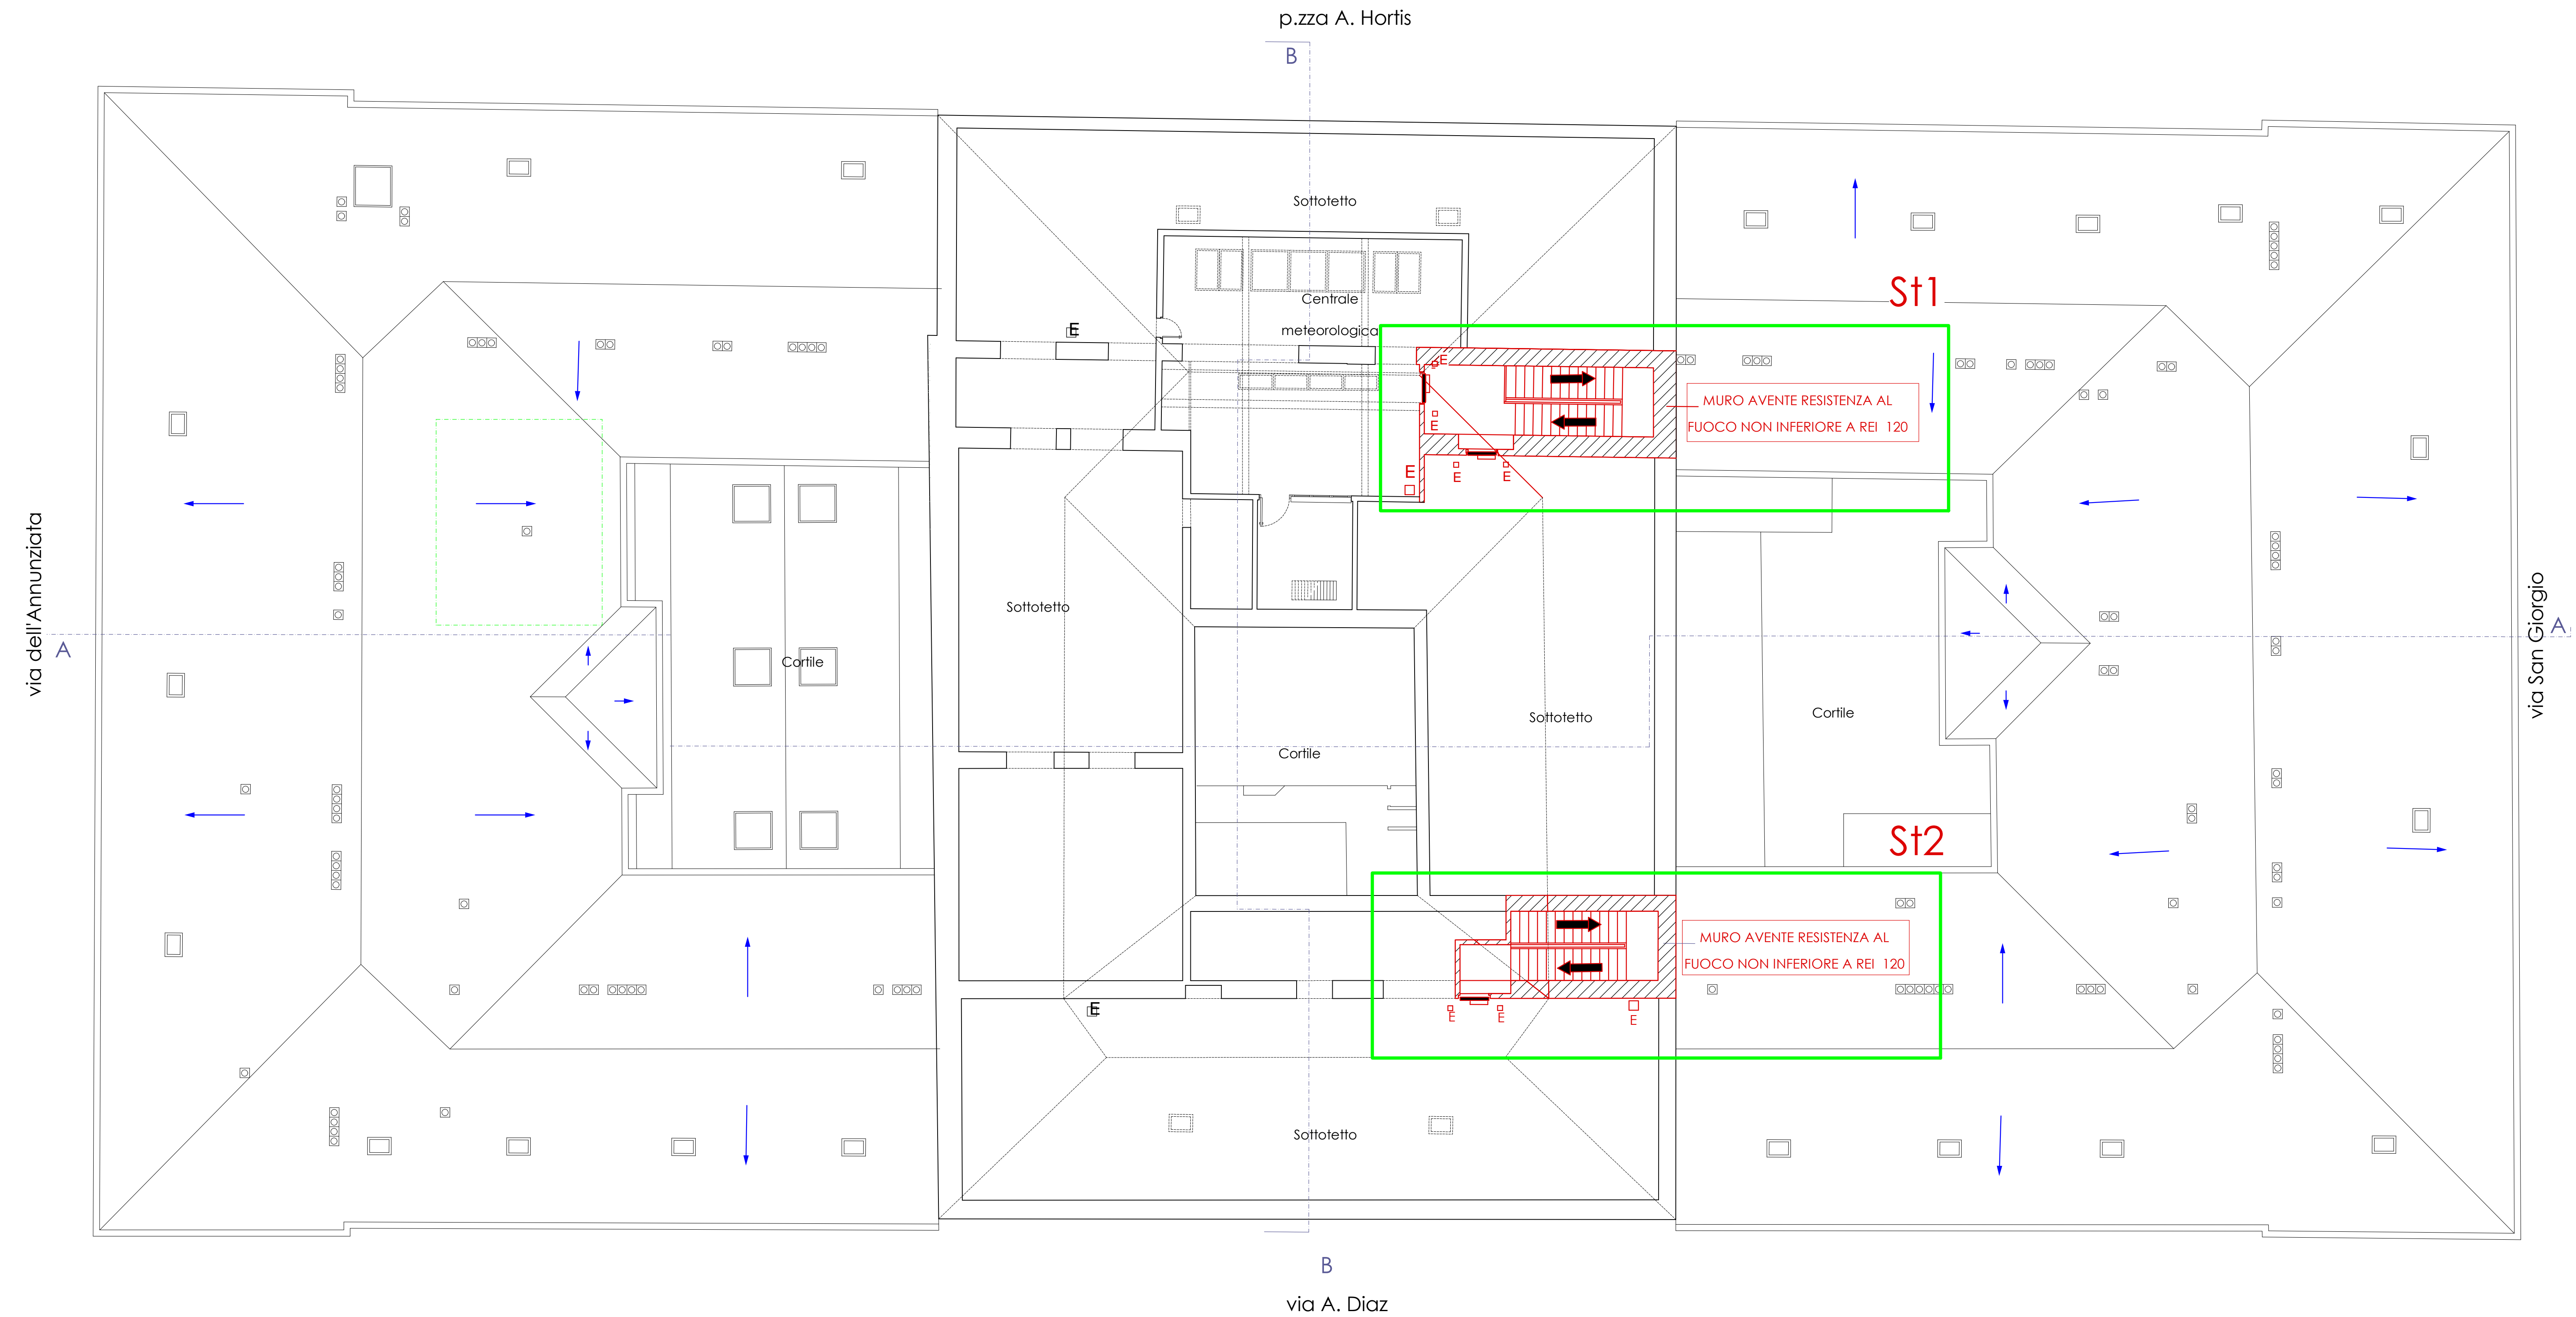 p.zza A. Hortis
B
Sottotetto
Centrale
meteorologica
St1
E
E
MURO AVENTE RESISTENZA AL
FUOCO NON INFERIORE A REI 120
E
E
E
E
via dell'Annunziata
A
Sottotetto
Cortile
Sottotetto
Cortile
Cortile
A
via San Giorgio
St2
MURO AVENTE RESISTENZA AL
FUOCO NON INFERIORE A REI 120
E
E
E
E
Sottotetto
B
via A. Diaz